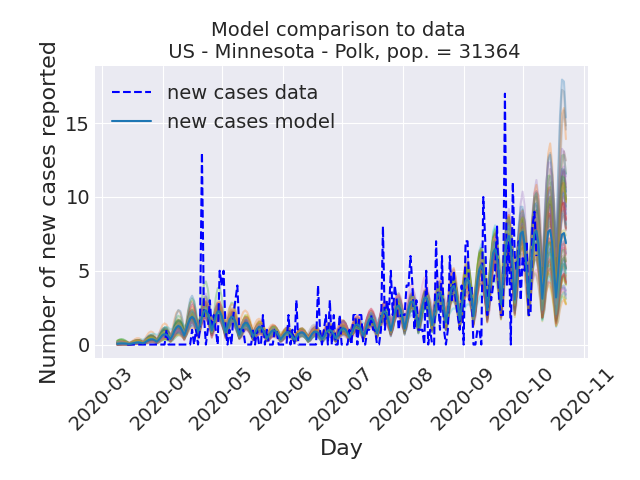 Model comparison to data
US - Minnesota - Polk, pop. = 31364
new cases data
new cases model
Number of new cases reported
15
10
5
0
2020-03
2020-04
2020-05
2020-06
2020-07
2020-08
2020-09
2020-10
2020-11
Day